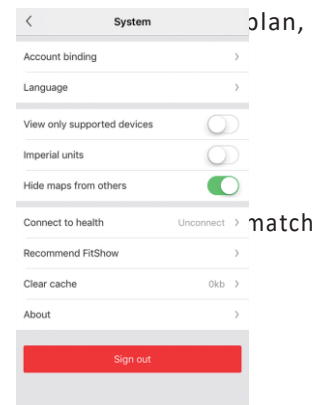 System
plan,
Account binding
Language
View only supported devices
Imperial units
Hide maps from others
Connect to health Unconnect
match
Recommend FitShow
Clear cache 0kb
About
Sign out